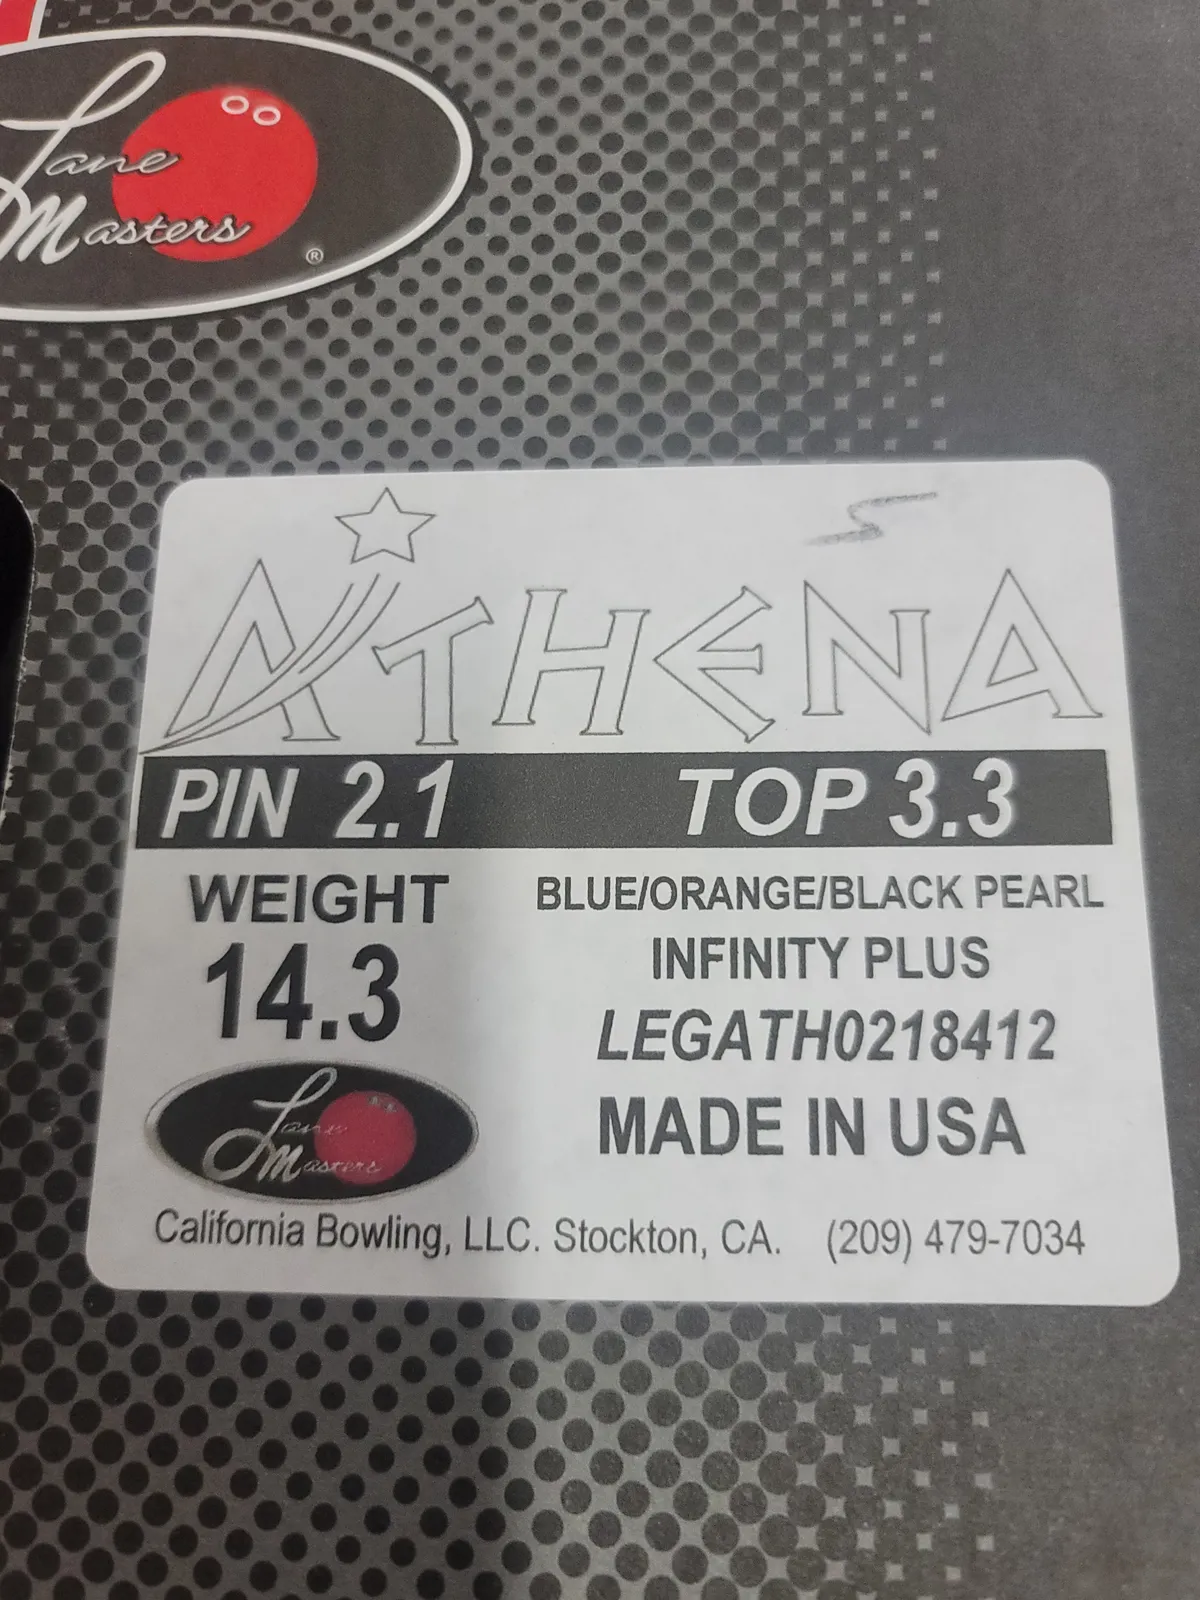 Lane
Masters
®
S
ATHENA
PIN 2.1 TOP 3.3
WEIGHT
14.3
BLUE/ORANGE/BLACK PEARL
INFINITY PLUS
LEGATH0218412
MADE IN USA
Lane
Masters
California Bowling, LLC. Stockton, CA. (209) 479-7034